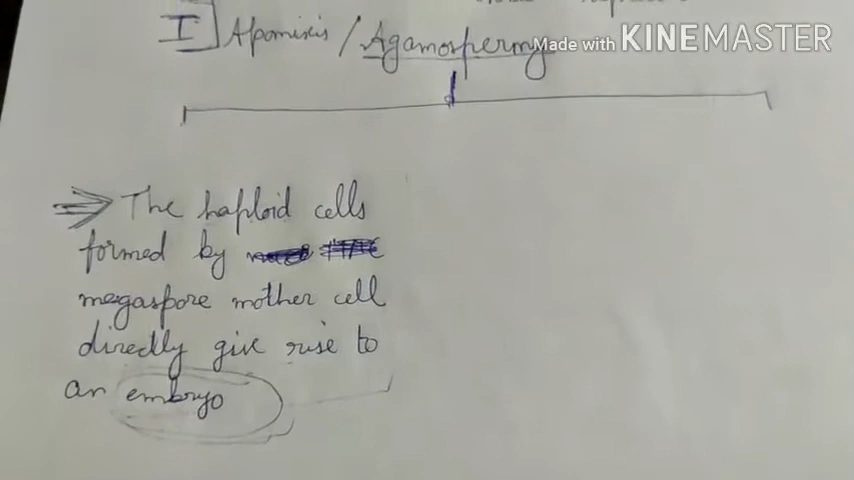 I] Apomixis / Agamospermy
Made with KINEMASTER
⇒ The haploid cells
formed by
megaspore mother cell
directly give rise to
an embryo